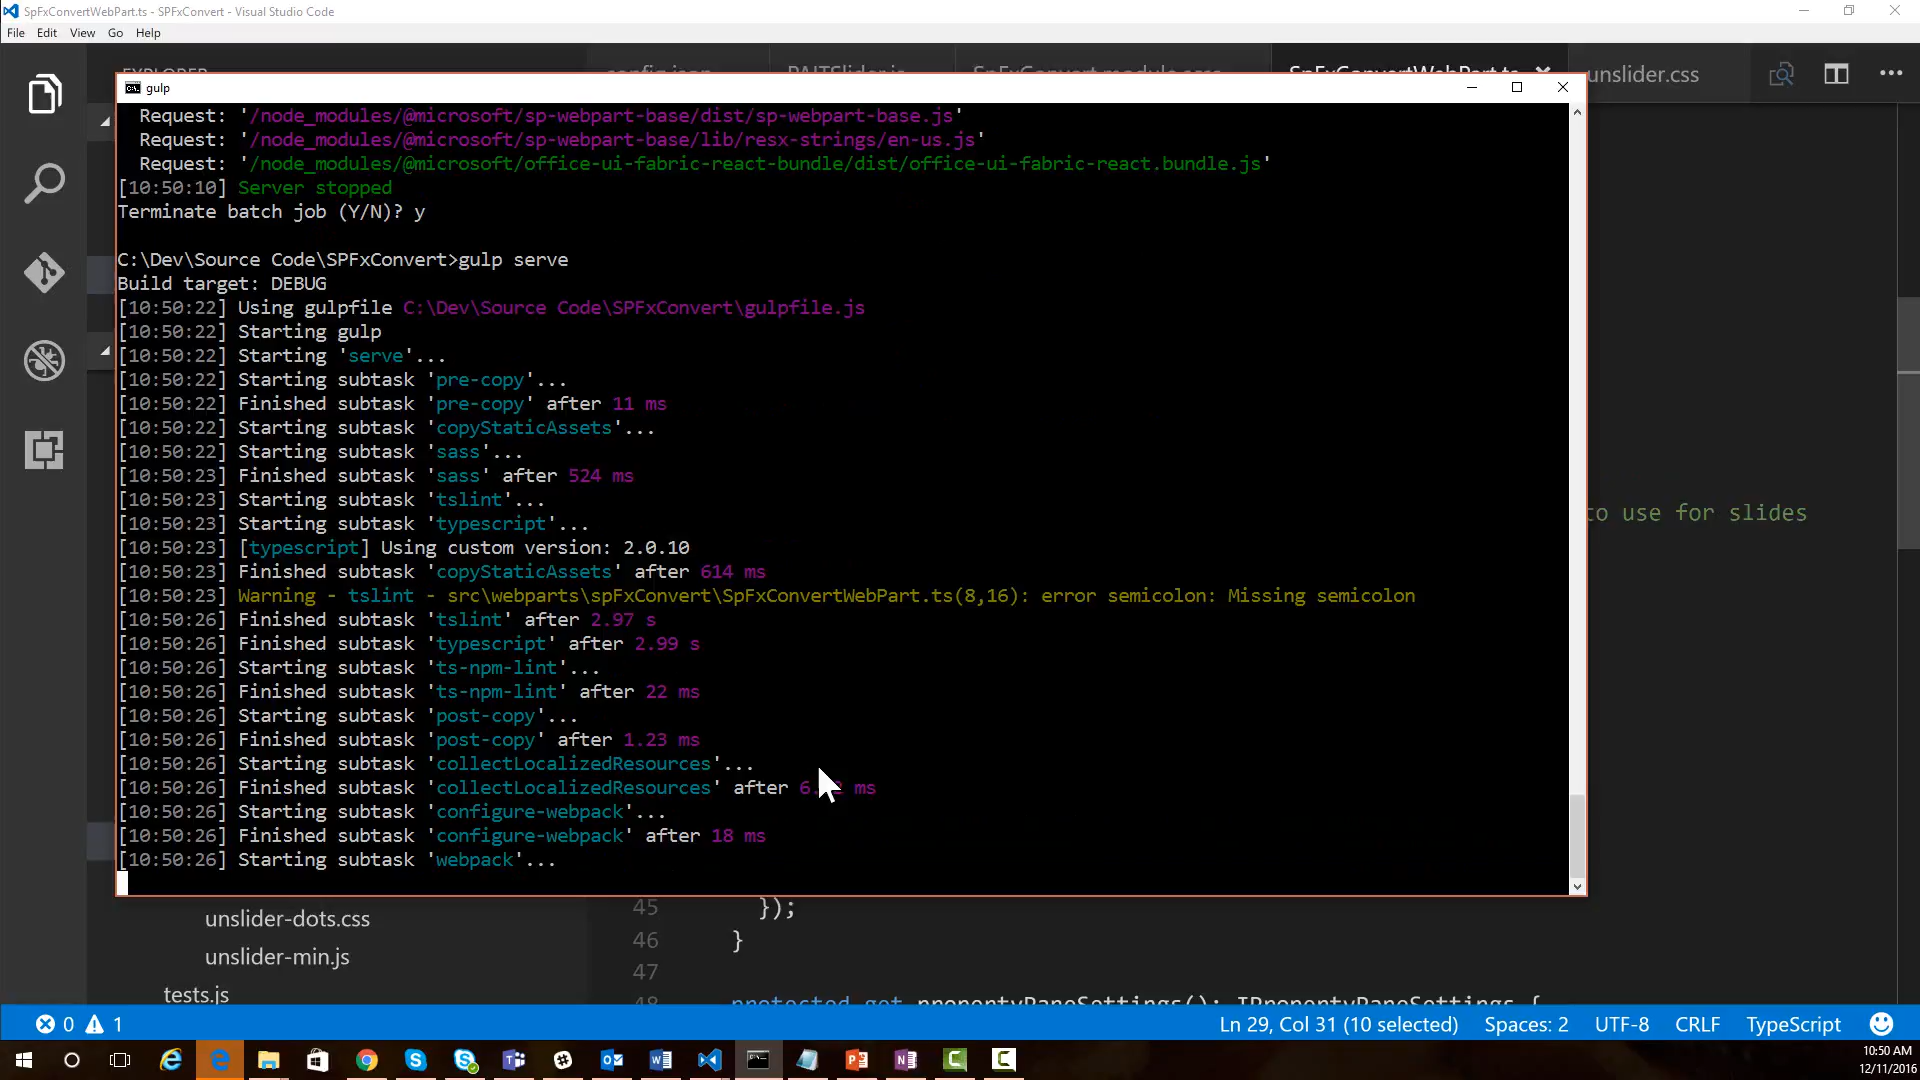 SpFxConvertWebPart.ts - SPFxConvert - Visual Studio Code
File Edit View Go Help
unslider.css
gulp
Request: '/node_modules/@microsoft/sp-webpart-base/dist/sp-webpart-base.js'
Request: '/node_modules/@microsoft/sp-webpart-base/lib/resx-strings/en-us.js'
Request: '/node_modules/@microsoft/office-ui-fabric-react-bundle/dist/office-ui-fabric-react.bundle.js'
[10:50:10] Server stopped
Terminate batch job (Y/N)? y
C:\Dev\Source Code\SPFxConvert>gulp serve
Build target: DEBUG
[10:50:22] Using gulpfile C:\Dev\Source Code\SPFxConvert\gulpfile.js
[10:50:22] Starting gulp
[10:50:22] Starting 'serve'...
[10:50:22] Starting subtask 'pre-copy'...
[10:50:22] Finished subtask 'pre-copy' after 11 ms
[10:50:22] Starting subtask 'copyStaticAssets'...
[10:50:22] Starting subtask 'sass'...
[10:50:23] Finished subtask 'sass' after 524 ms
[10:50:23] Starting subtask 'tslint'...
[10:50:23] Starting subtask 'typescript'...
to use for slides
[10:50:23] [typescript] Using custom version: 2.0.10
[10:50:23] Finished subtask 'copyStaticAssets' after 614 ms
[10:50:23] Warning - tslint - src\webparts\spFxConvert\SpFxConvertWebPart.ts(8,16): error semicolon: Missing semicolon
[10:50:26] Finished subtask 'tslint' after 2.97 s
[10:50:26] Finished subtask 'typescript' after 2.99 s
[10:50:26] Starting subtask 'ts-npm-lint'...
[10:50:26] Finished subtask 'ts-npm-lint' after 22 ms
[10:50:26] Starting subtask 'post-copy'...
[10:50:26] Finished subtask 'post-copy' after 1.23 ms
[10:50:26] Starting subtask 'collectLocalizedResources'...
[10:50:26] Finished subtask 'collectLocalizedResources' after ms
[10:50:26] Starting subtask 'configure-webpack'...
[10:50:26] Finished subtask 'configure-webpack' after 18 ms
[10:50:26] Starting subtask 'webpack'...
45 });
46 }
47
48 protected get propertyPaneSettings(): IPropertyPaneSettings {
unslider-dots.css
unslider-min.js
tests.js
0 1
Ln 29, Col 31 (10 selected) Spaces: 2 UTF-8 CRLF TypeScript
10:50 AM
12/11/2016